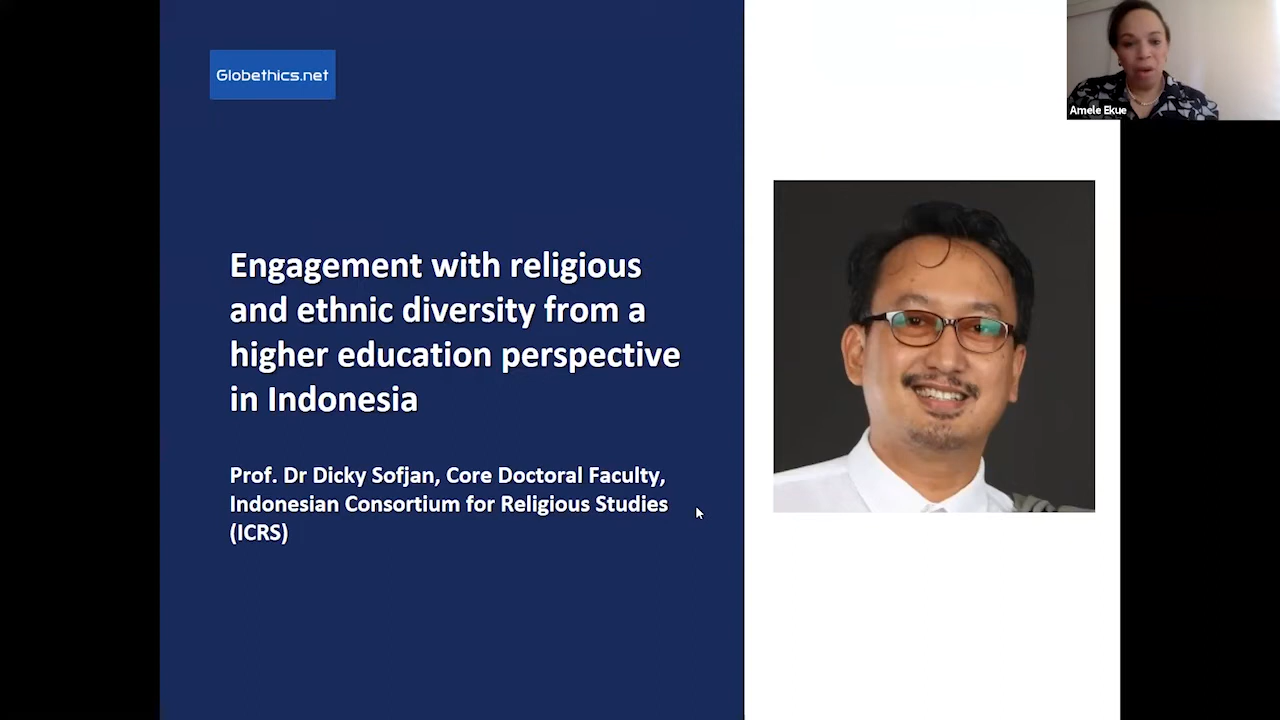 Globethics.net
Amele Ekue
Engagement with religious
and ethnic diversity from a
higher education perspective
in Indonesia
Prof. Dr Dicky Sofjan, Core Doctoral Faculty,
Indonesian Consortium for Religious Studies
(ICRS)